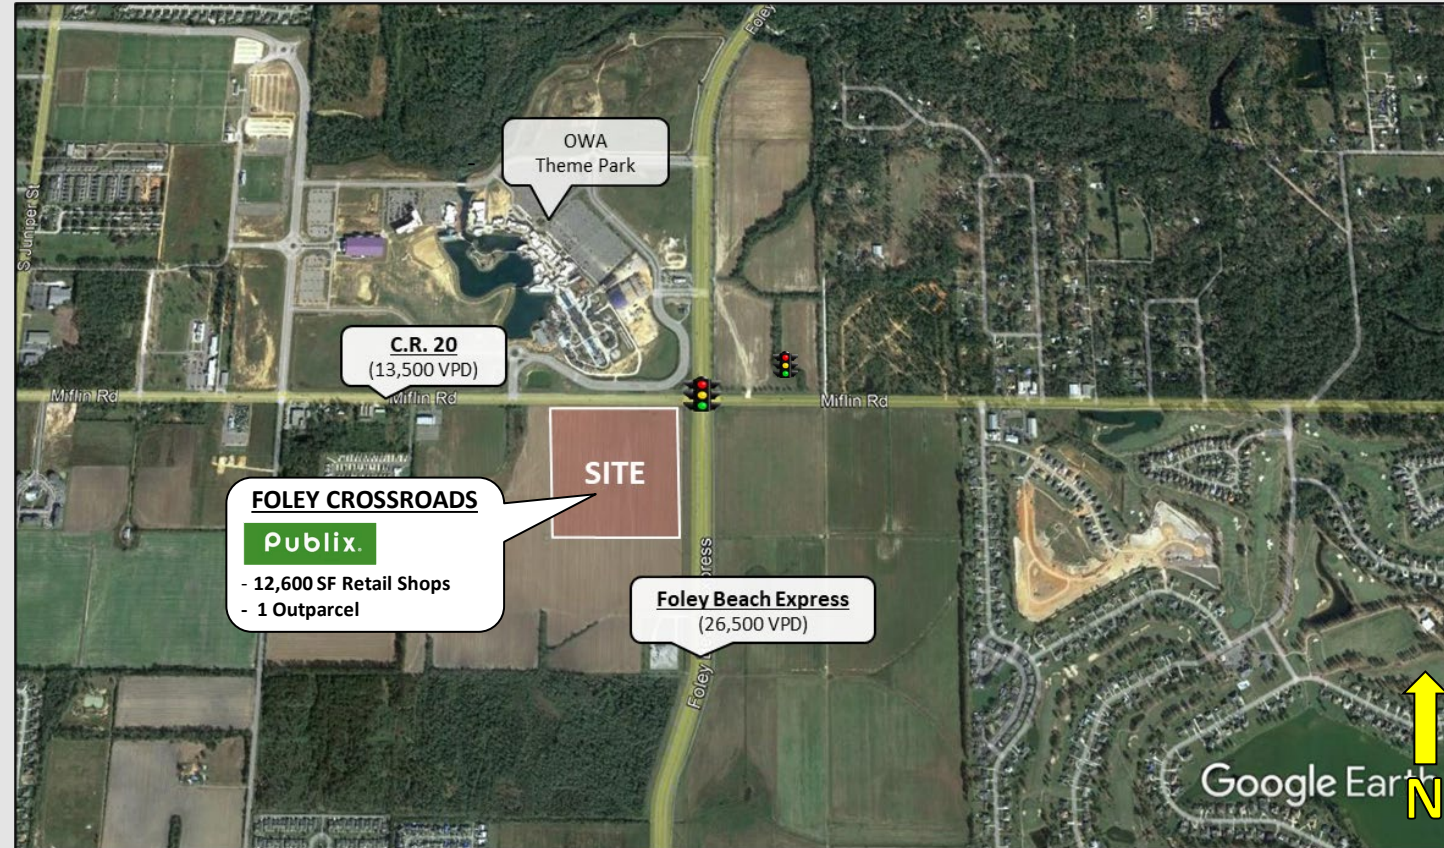 Foley
OWA
Theme Park
S. Juniper St
C.R. 20
(13,500 VPD)
Miflin Rd
Miflin Rd
Miflin Rd
SITE
FOLEY CROSSROADS
Publix.
- 12,600 SF Retail Shops
- 1 Outparcel
Foley Beach Express
(26,500 VPD)
Foley
press
Google Earth
N